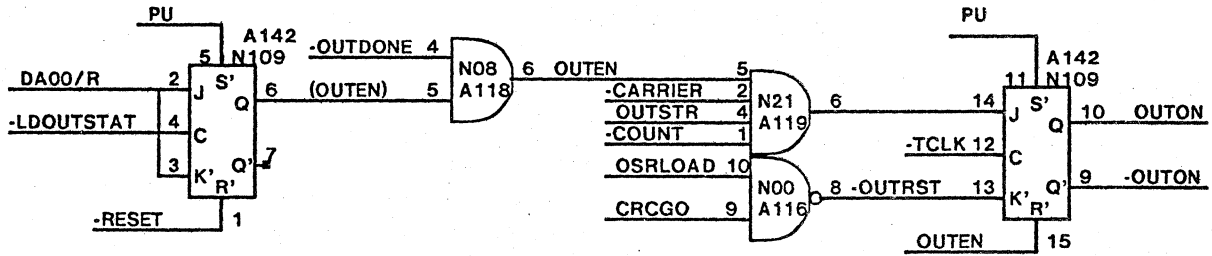 PU
A142
N109
5
S'
DA00/R
2
J
Q
6
(OUTEN)
-LDOUTSTAT
4
C
3
K'
Q'
7
R'
-RESET
1
-OUTDONE
4
5
N08
A118
6
OUTEN
5
-CARRIER
2
OUTSTR
4
-COUNT
1
N21
A119
6
OSRLOAD
10
CRCGO
9
N00
A116
8
-OUTRST
PU
A142
N109
11
S'
14
J
Q
10
OUTON
-TCLK
12
C
13
K'
Q'
9
-OUTON
R'
OUTEN
15